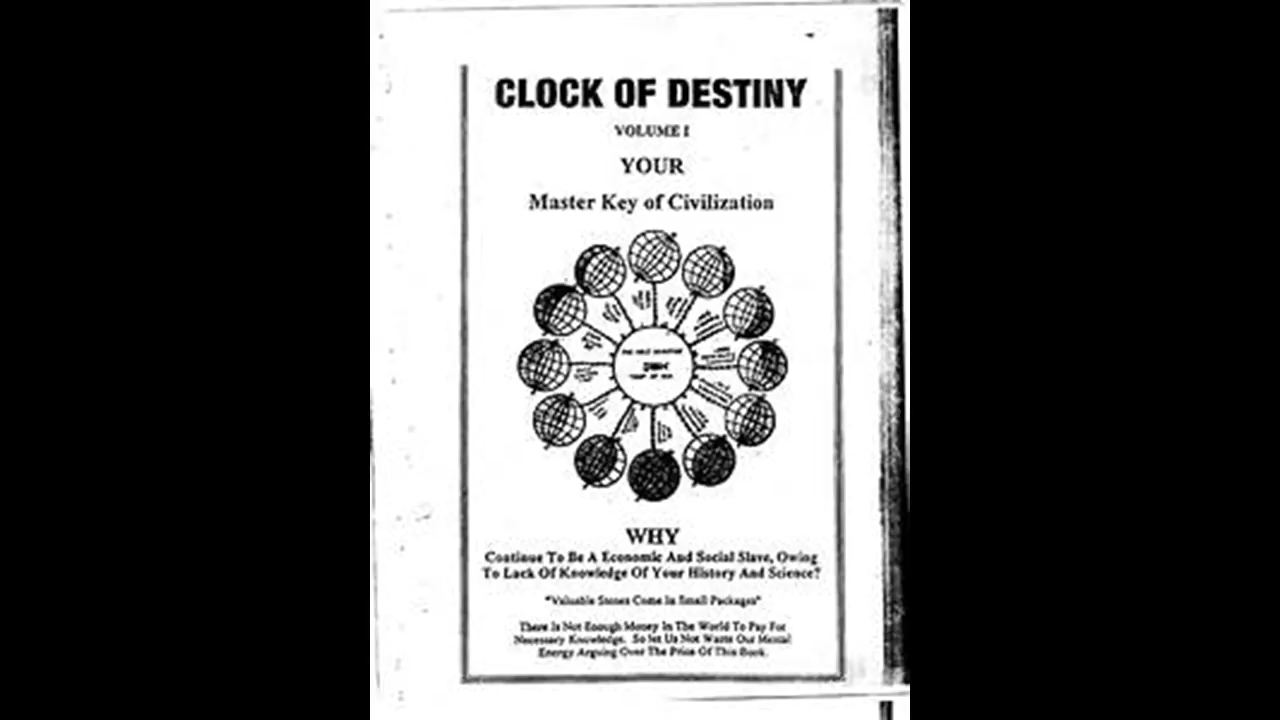 CLOCK OF DESTINY
VOLUME I
YOUR
Master Key of Civilization
WHY
Continue To Be A Economic And Social Slave, Owing
To Lack Of Knowledge Of Your History And Science?
"Valuable Stones Come In Small Packages"
There Is Not Enough Money In The World To Pay For
Necessary Knowledge. So let Us Not Waste Our Mental
Energy Arguing Over The Price Of This Book.